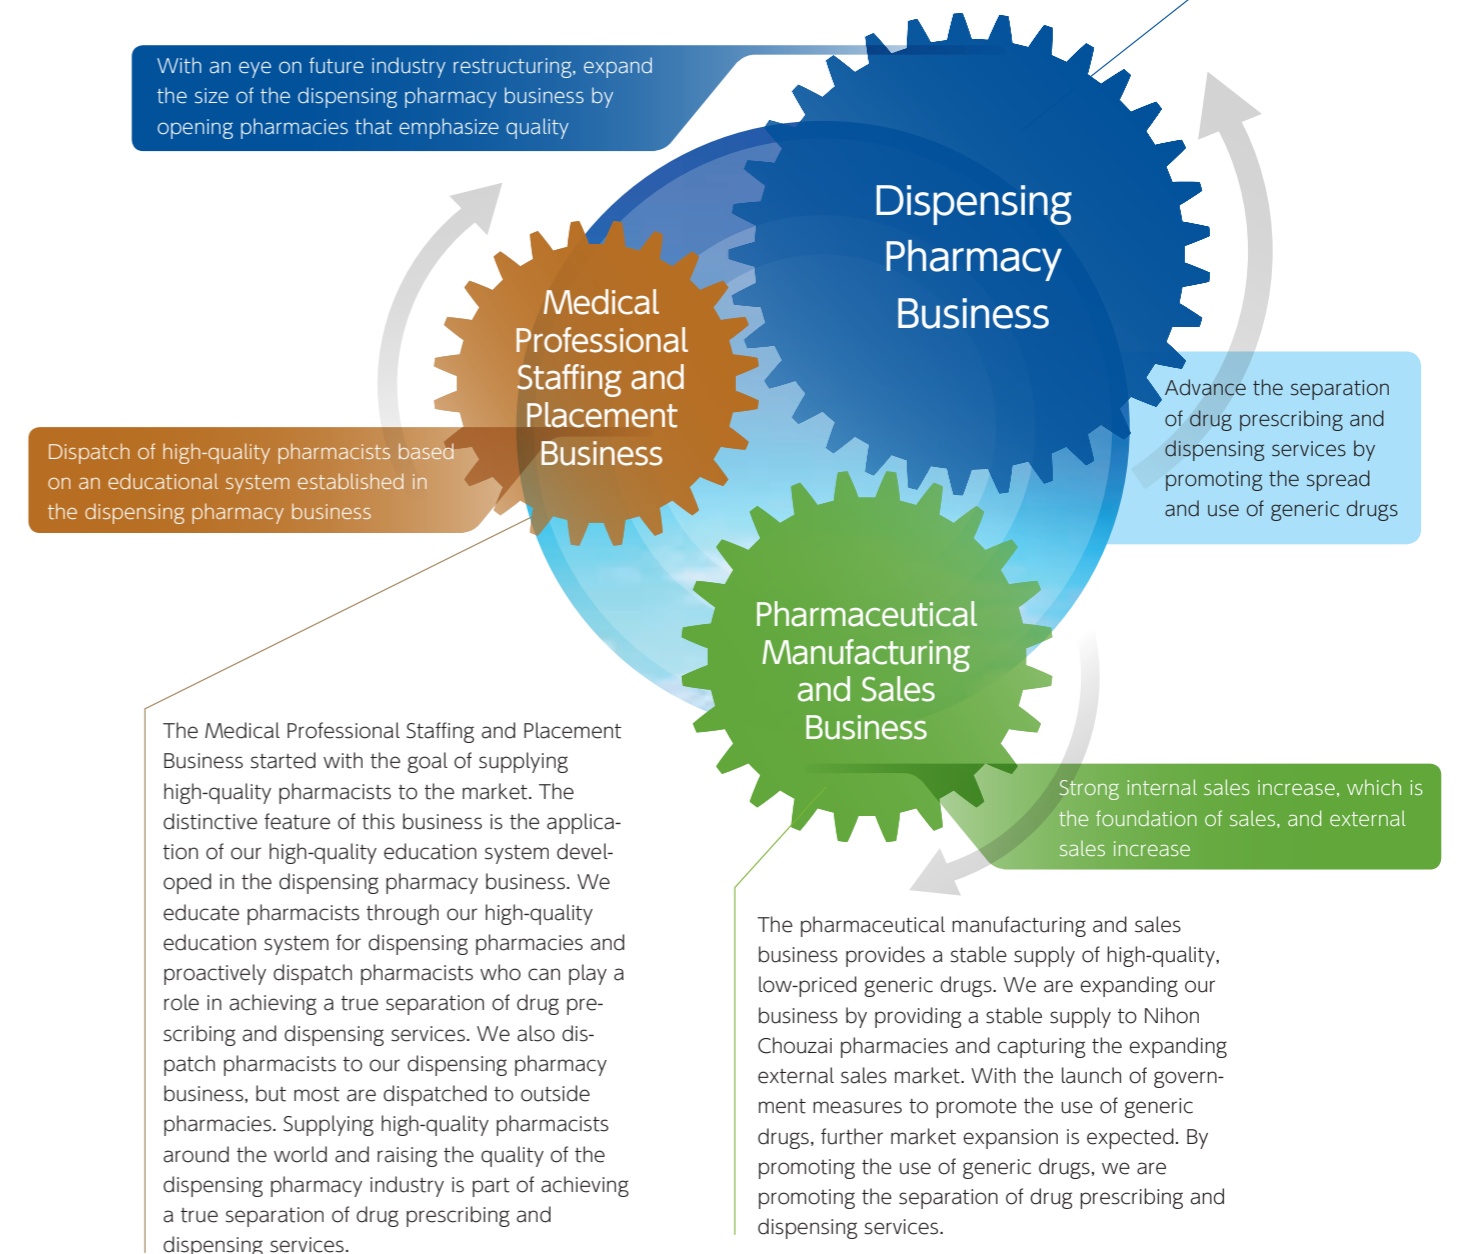 With an eye on future industry restructuring, expand
the size of the dispensing pharmacy business by
opening pharmacies that emphasize quality
Dispensing
Pharmacy
Business
Medical
Professional
Staffing and
Placement
Business
Advance the separation
of drug prescribing and
dispensing services by
promoting the spread
and use of generic drugs
Dispatch of high-quality pharmacists based
on an educational system established in
the dispensing pharmacy business
Pharmaceutical
Manufacturing
and Sales
Business
Strong internal sales increase, which is
the foundation of sales, and external
sales increase
The Medical Professional Staffing and Placement
Business started with the goal of supplying
high-quality pharmacists to the market. The
distinctive feature of this business is the applica-
tion of our high-quality education system devel-
oped in the dispensing pharmacy business. We
educate pharmacists through our high-quality
education system for dispensing pharmacies and
proactively dispatch pharmacists who can play a
role in achieving a true separation of drug pre-
scribing and dispensing services. We also dis-
patch pharmacists to our dispensing pharmacy
business, but most are dispatched to outside
pharmacies. Supplying high-quality pharmacists
around the world and raising the quality of the
dispensing pharmacy industry is part of achieving
a true separation of drug prescribing and
dispensing services.
The pharmaceutical manufacturing and sales
business provides a stable supply of high-quality,
low-priced generic drugs. We are expanding our
business by providing a stable supply to Nihon
Chouzai pharmacies and capturing the expanding
external sales market. With the launch of govern-
ment measures to promote the use of generic
drugs, further market expansion is expected. By
promoting the use of generic drugs, we are
promoting the separation of drug prescribing and
dispensing services.